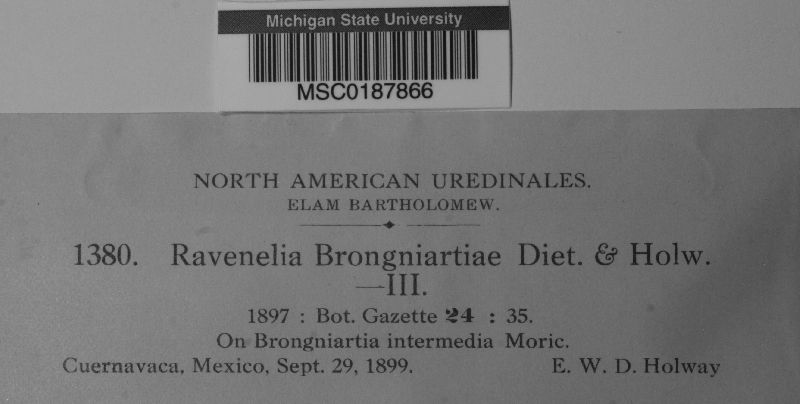 Michigan State University
MSC0187866
NORTH AMERICAN UREDINALES.
ELAM BARTHOLOMEW.
1380. Ravenelia Brongniartiae Diet. & Holw.
—III.
1897 : Bot. Gazette 24 : 35.
On Brongniartia intermedia Moric.
Cuernavaca, Mexico, Sept. 29, 1899. E. W. D. Holway